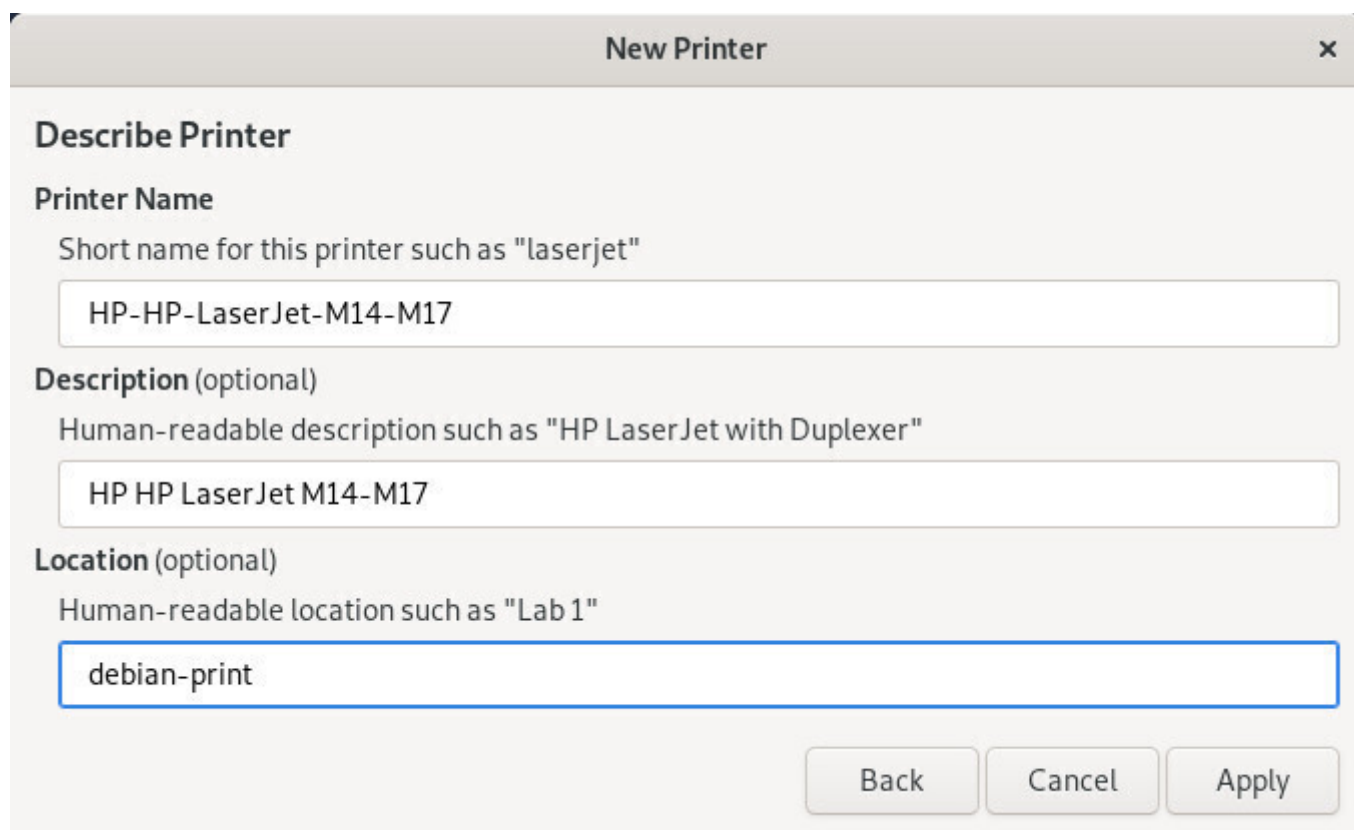 New Printer
Describe Printer
Printer Name
Short name for this printer such as "laserjet"
HP-HP-LaserJet-M14-M17
Description (optional)
Human-readable description such as "HP LaserJet with Duplexer"
HP HP LaserJet M14-M17
Location (optional)
Human-readable location such as "Lab 1"
debian-print
Back Cancel Apply